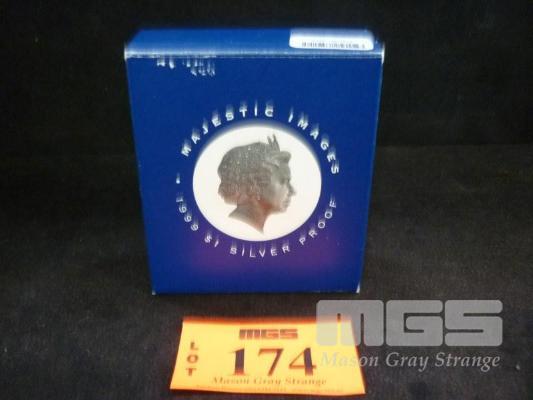 MAJESTIC IMAGES
1999 $1 SILVER PROOF
MGS
LOT
174
Mason Gray Strange
MGS
Mason Gray Strange